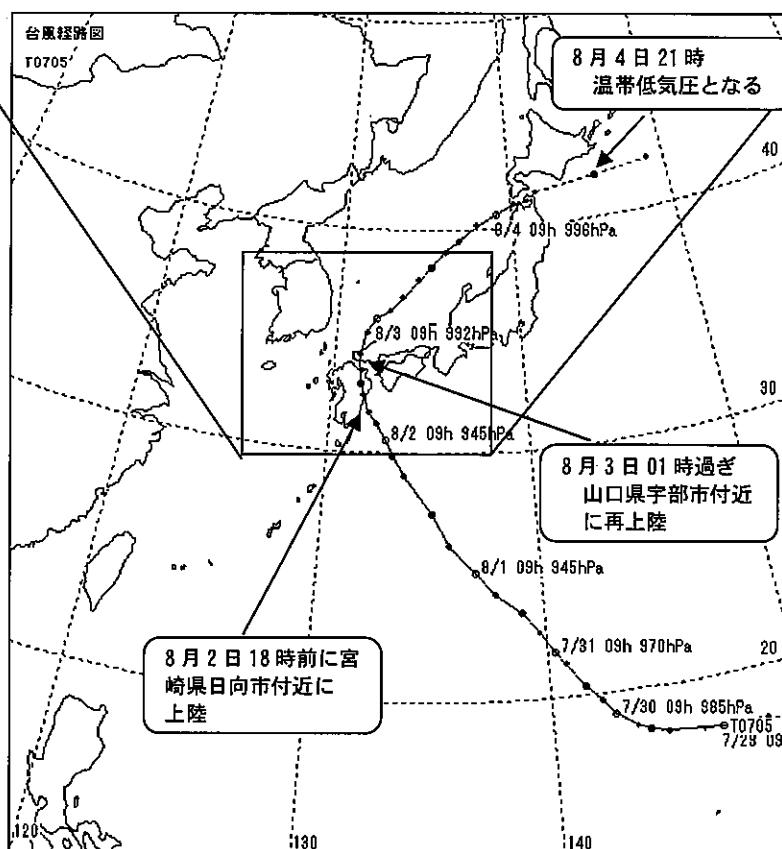 台風経路図
T0705
8月4日21時
温帯低気圧となる
40
8/4 09h 996hPa
8/3 09h 992hPa
30
8/2 09h 945hPa
8月3日01時過ぎ
山口県宇部市付近
に再上陸
8/1 09h 945hPa
8月2日18時前に宮
崎県日向市付近に
上陸
7/31 09h 970hPa
20
7/30 09h 985hPa
T0705
120
130
140